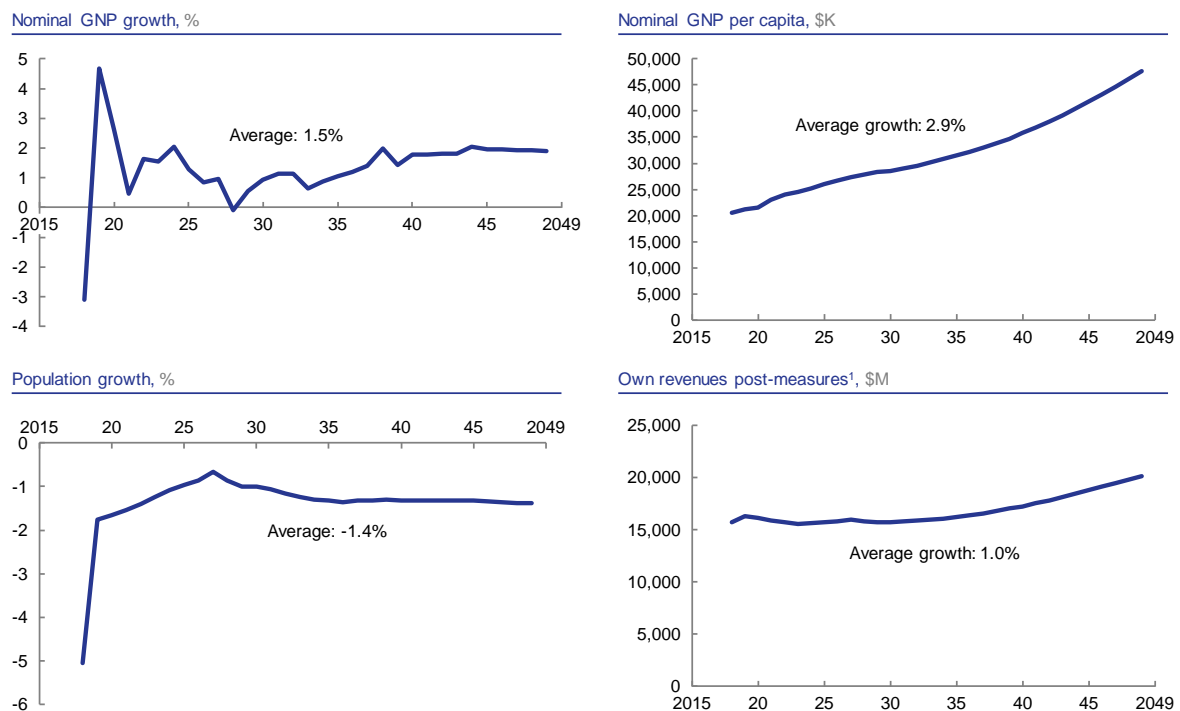 Nominal GNP growth, %
5
4
3
2
1
0
-1
-2
-3
-4
2015 20 25 30 35 40 45 2049
Average: 1.5%
Nominal GNP per capita, $K
50,000
45,000
40,000
35,000
30,000
25,000
20,000
15,000
10,000
5,000
0
2015 20 25 30 35 40 45 2049
Average growth: 2.9%
Population growth, %
2015 20 25 30 35 40 45 2049
0
-1
-2
-3
-4
-5
-6
Average: -1.4%
Own revenues post-measures¹, $M
25,000
20,000
15,000
10,000
5,000
0
2015 20 25 30 35 40 45 2049
Average growth: 1.0%